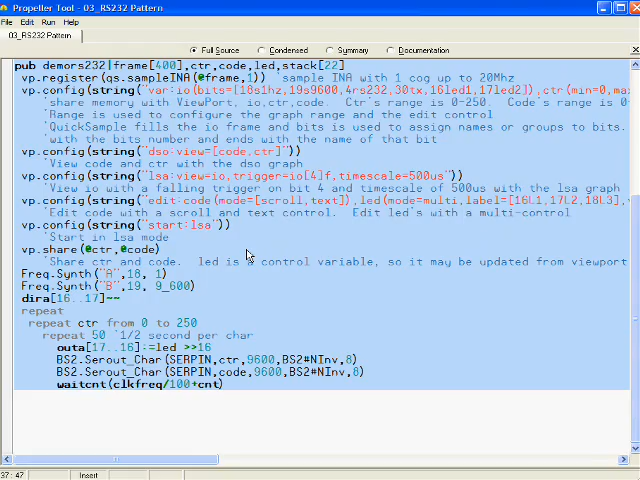 Propeller Tool - 03_RS232 Pattern
File Edit Run Help
03_RS232 Pattern
Full Source Condensed Summary Documentation
pub demors232|frame[400],ctr,code,led,stack[22]
vp.register(qs.sampleINA(@frame,1)) 'sample INA with 1 cog up to 20Mhz
vp.config(string("var:io(bits=[18s1hz,19s9600,4rs232,30tx,16led1,17led2]),ctr(min=0,ma
'share memory with ViewPort, io,ctr,code. Ctr's range is 0-250. Code's range is 0-
'Range is used to configure the graph range and the edit control
'QuickSample fills the io frame and bits is used to assign names or groups to bits.
'with the bits number and ends with the name of that bit
vp.config(string("dso:view=[code,ctr]"))
'View code and ctr with the dso graph
vp.config(string("lsa:view=io,trigger=io[4]f,timescale=500us"))
'View io with a falling trigger on bit 4 and timescale of 500us with the lsa graph
vp.config(string("edit:code(mode=[scroll,text]),led(mode=multi,label=[16L1,17L2,18L3].v
'Edit code with a scroll and text control. Edit led's with a multi-control
vp.config(string("start:lsa"))
'Start in lsa mode
vp.share(@ctr,@code)
'Share ctr and code. led is a control variable, so it may be updated from viewport
Freq.Synth("A",18, 1)
Freq.Synth("B",19, 9_600)
dira[16..17]~~
repeat
repeat ctr from 0 to 250
repeat 50 '1/2 second per char
outa[17..16]:=led >>16
BS2.Serout_Char(SERPIN,ctr,9600,BS2#NInv,8)
BS2.Serout_Char(SERPIN,code,9600,BS2#NInv,8)
waitcnt(clkfreq/100+cnt)
37: 47 Insert